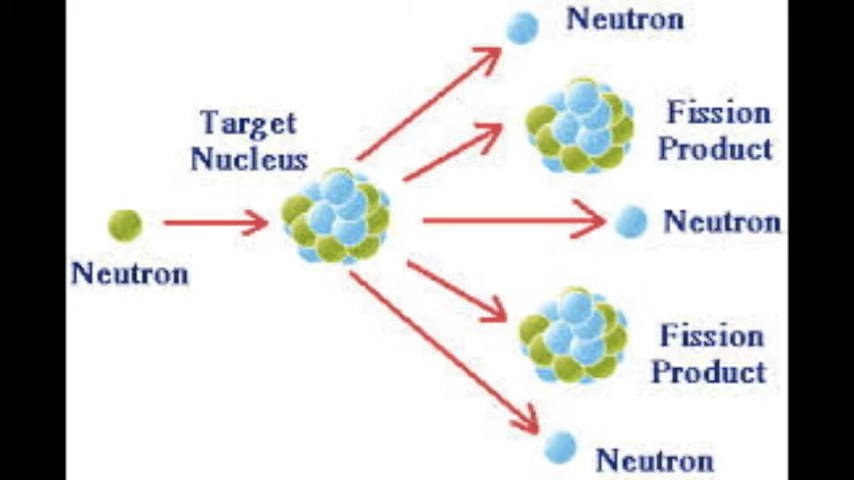 Neutron
Target
Nucleus
Neutron
Fission
Product
Neutron
Fission
Product
Neutron